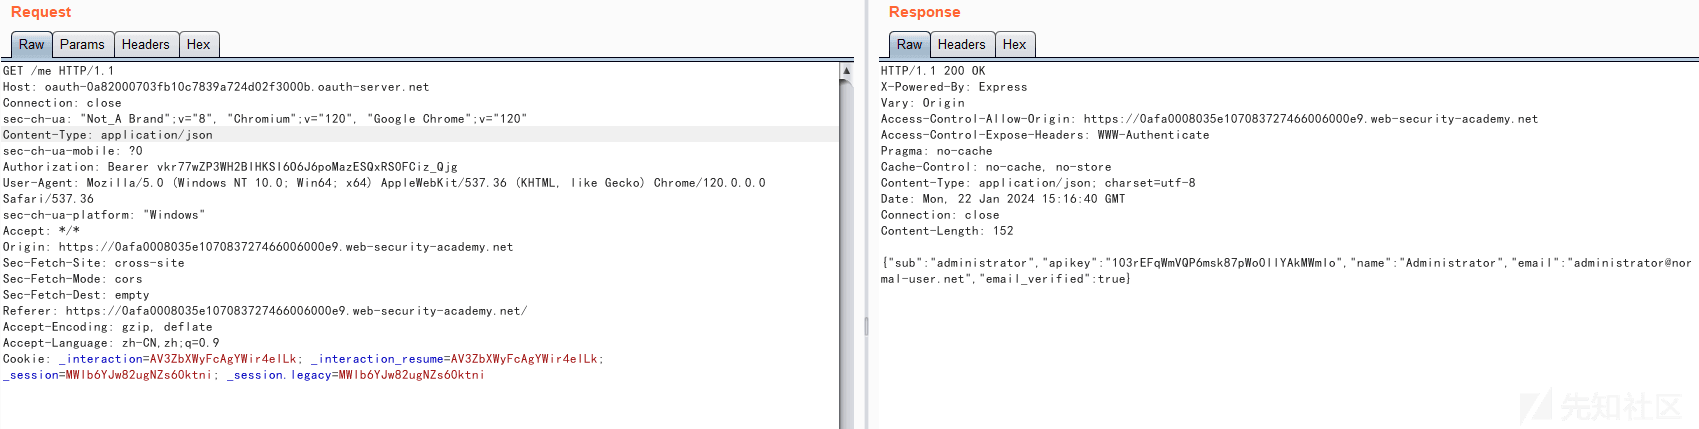 Request
Raw Params Headers Hex
GET /me HTTP/1.1
Host: oauth-0a82000703fb10c7839a724d02f3000b.oauth-server.net
Connection: close
sec-ch-ua: "Not_A Brand";v="8", "Chromium";v="120", "Google Chrome";v="120"
Content-Type: application/json
sec-ch-ua-mobile: ?0
Authorization: Bearer vkr77wZP3WH2BlHKSl6O6J6poMazESQxRSOFCiz_Qjg
User-Agent: Mozilla/5.0 (Windows NT 10.0; Win64; x64) AppleWebKit/537.36 (KHTML, like Gecko) Chrome/120.0.0.0
Safari/537.36
sec-ch-ua-platform: "Windows"
Accept: */*
Origin: https://0afa0008035e107083727466006000e9.web-security-academy.net
Sec-Fetch-Site: cross-site
Sec-Fetch-Mode: cors
Sec-Fetch-Dest: empty
Referer: https://0afa0008035e107083727466006000e9.web-security-academy.net/
Accept-Encoding: gzip, deflate
Accept-Language: zh-CN,zh;q=0.9
Cookie: _interaction=AV3ZbXWyFcAgYWir4elLk; _interaction_resume=AV3ZbXWyFcAgYWir4elLk;
_session=MWlb6YJw82ugNZs6Oktni; _session.legacy=MWlb6YJw82ugNZs6Oktni
Response
Raw Headers Hex
HTTP/1.1 200 OK
X-Powered-By: Express
Vary: Origin
Access-Control-Allow-Origin: https://0afa0008035e107083727466006000e9.web-security-academy.net
Access-Control-Expose-Headers: WWW-Authenticate
Pragma: no-cache
Cache-Control: no-cache, no-store
Content-Type: application/json; charset=utf-8
Date: Mon, 22 Jan 2024 15:16:40 GMT
Connection: close
Content-Length: 152
{"sub":"administrator","apikey":"103rEFqWmVQP6msk87pWoOllYAkMWmlo","name":"Administrator","email":"administrator@nor
mal-user.net","email_verified":true}
先知社区